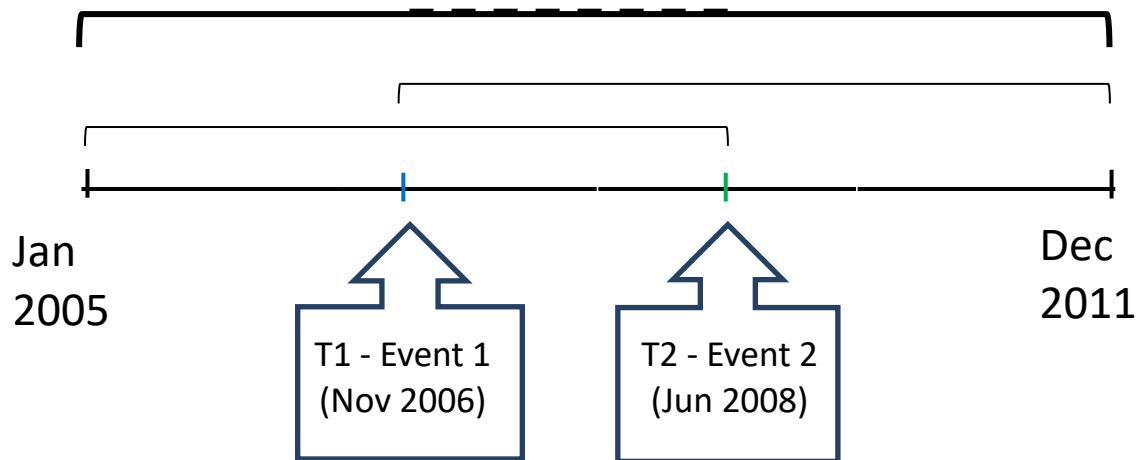 Jan
2005
Dec
2011
T1 - Event 1
(Nov 2006)
T2 - Event 2
(Jun 2008)